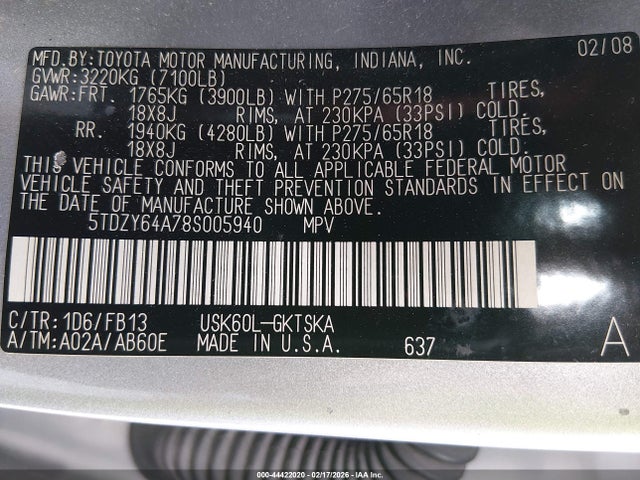 MFD.BY:TOYOTA MOTOR MANUFACTURING, INDIANA, INC. 02/08
GVWR:3220KG (7100LB)
GAWR:FRT. 1765KG (3900LB) WITH P275/65R18 TIRES,
18X8J RIMS, AT 230KPA (33PSI) COLD.
RR. 1940KG (4280LB) WITH P275/65R18 TIRES,
18X8J RIMS, AT 230KPA (33PSI) COLD.
THIS VEHICLE CONFORMS TO ALL APPLICABLE FEDERAL MOTOR
VEHICLE SAFETY AND THEFT PREVENTION STANDARDS IN EFFECT ON
THE DATE OF MANUFACTURE SHOWN ABOVE.
5TDZY64A78S005940 MPV
C/TR:1D6/FB13 USK60L-GKTSKA
A/TM:A02A/AB60E MADE IN U.S.A. 637 A
000-44422020 - 02/17/2026 - IAA Inc.